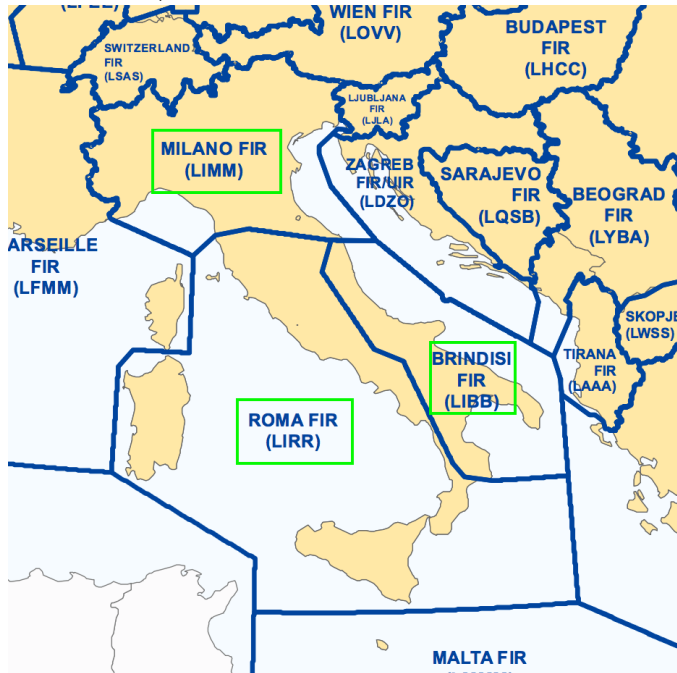 WIEN FIR
(LOVV)
BUDAPEST
FIR
(LHCC)
SWITZERLAND
FIR
(LSAS)
LJUBLJANA
FIR
(LJLA)
MILANO FIR
(LIMM)
ZAGREB
FIR/UIR
(LDZO)
SARAJEVO
FIR
(LQSB)
BEOGRAD
FIR
(LYBA)
ARSEILLE
FIR
(LFMM)
SKOPJE
(LWSS)
TIRANA
FIR
(LAAA)
BRINDISI
FIR
(LIBB)
ROMA FIR
(LIRR)
MALTA FIR